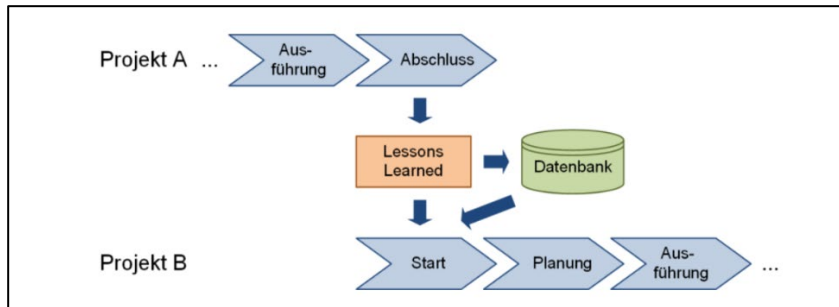 Projekt A ...
Aus-
führung
Abschluss
Lessons
Learned
Datenbank
Projekt B
Start
Planung
Aus-
führung
...